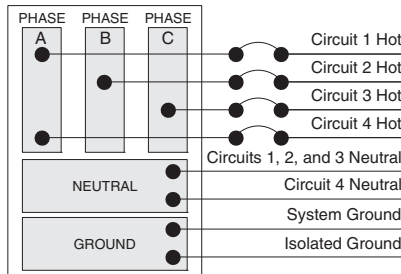 PHASE PHASE PHASE
A B C
Circuit 1 Hot
Circuit 2 Hot
Circuit 3 Hot
Circuit 4 Hot
Circuits 1, 2, and 3 Neutral
NEUTRAL
Circuit 4 Neutral
System Ground
GROUND
Isolated Ground